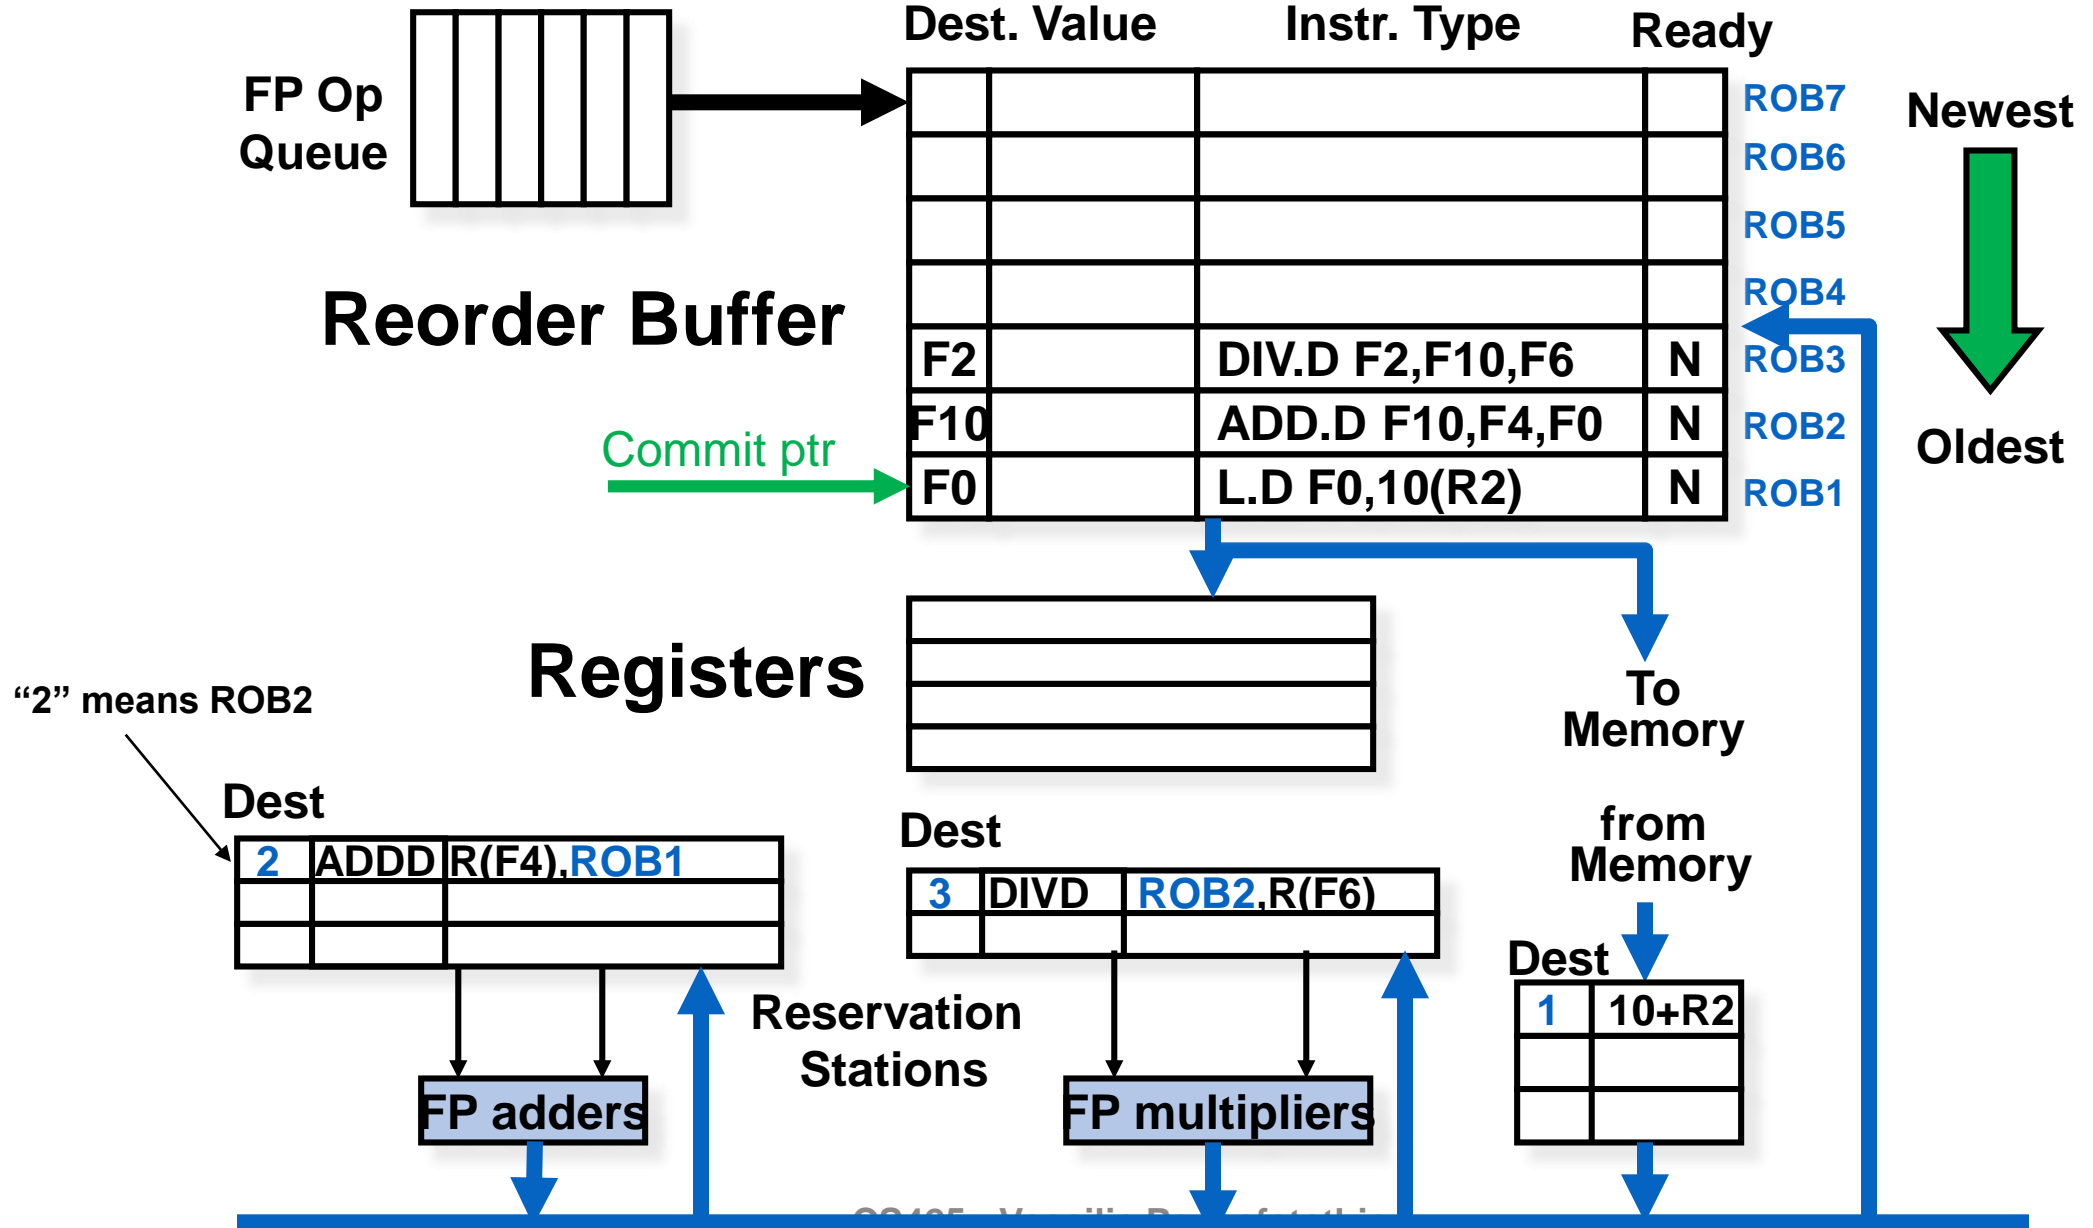 Dest. Value Instr. Type Ready
FP Op
Queue
ROB7
Newest
ROB6
ROB5
ROB4
Reorder Buffer
F2 DIV.D F2,F10,F6 N ROB3
F10 ADD.D F10,F4,F0 N ROB2
Oldest
Commit ptr
F0 L.D F0,10(R2) N ROB1
Registers
To
Memory
“2” means ROB2
Dest
2 ADDD R(F4),ROB1
Dest
3 DIVD ROB2,R(F6)
from
Memory
Dest
1 10+R2
Reservation
Stations
FP adders
FP multipliers